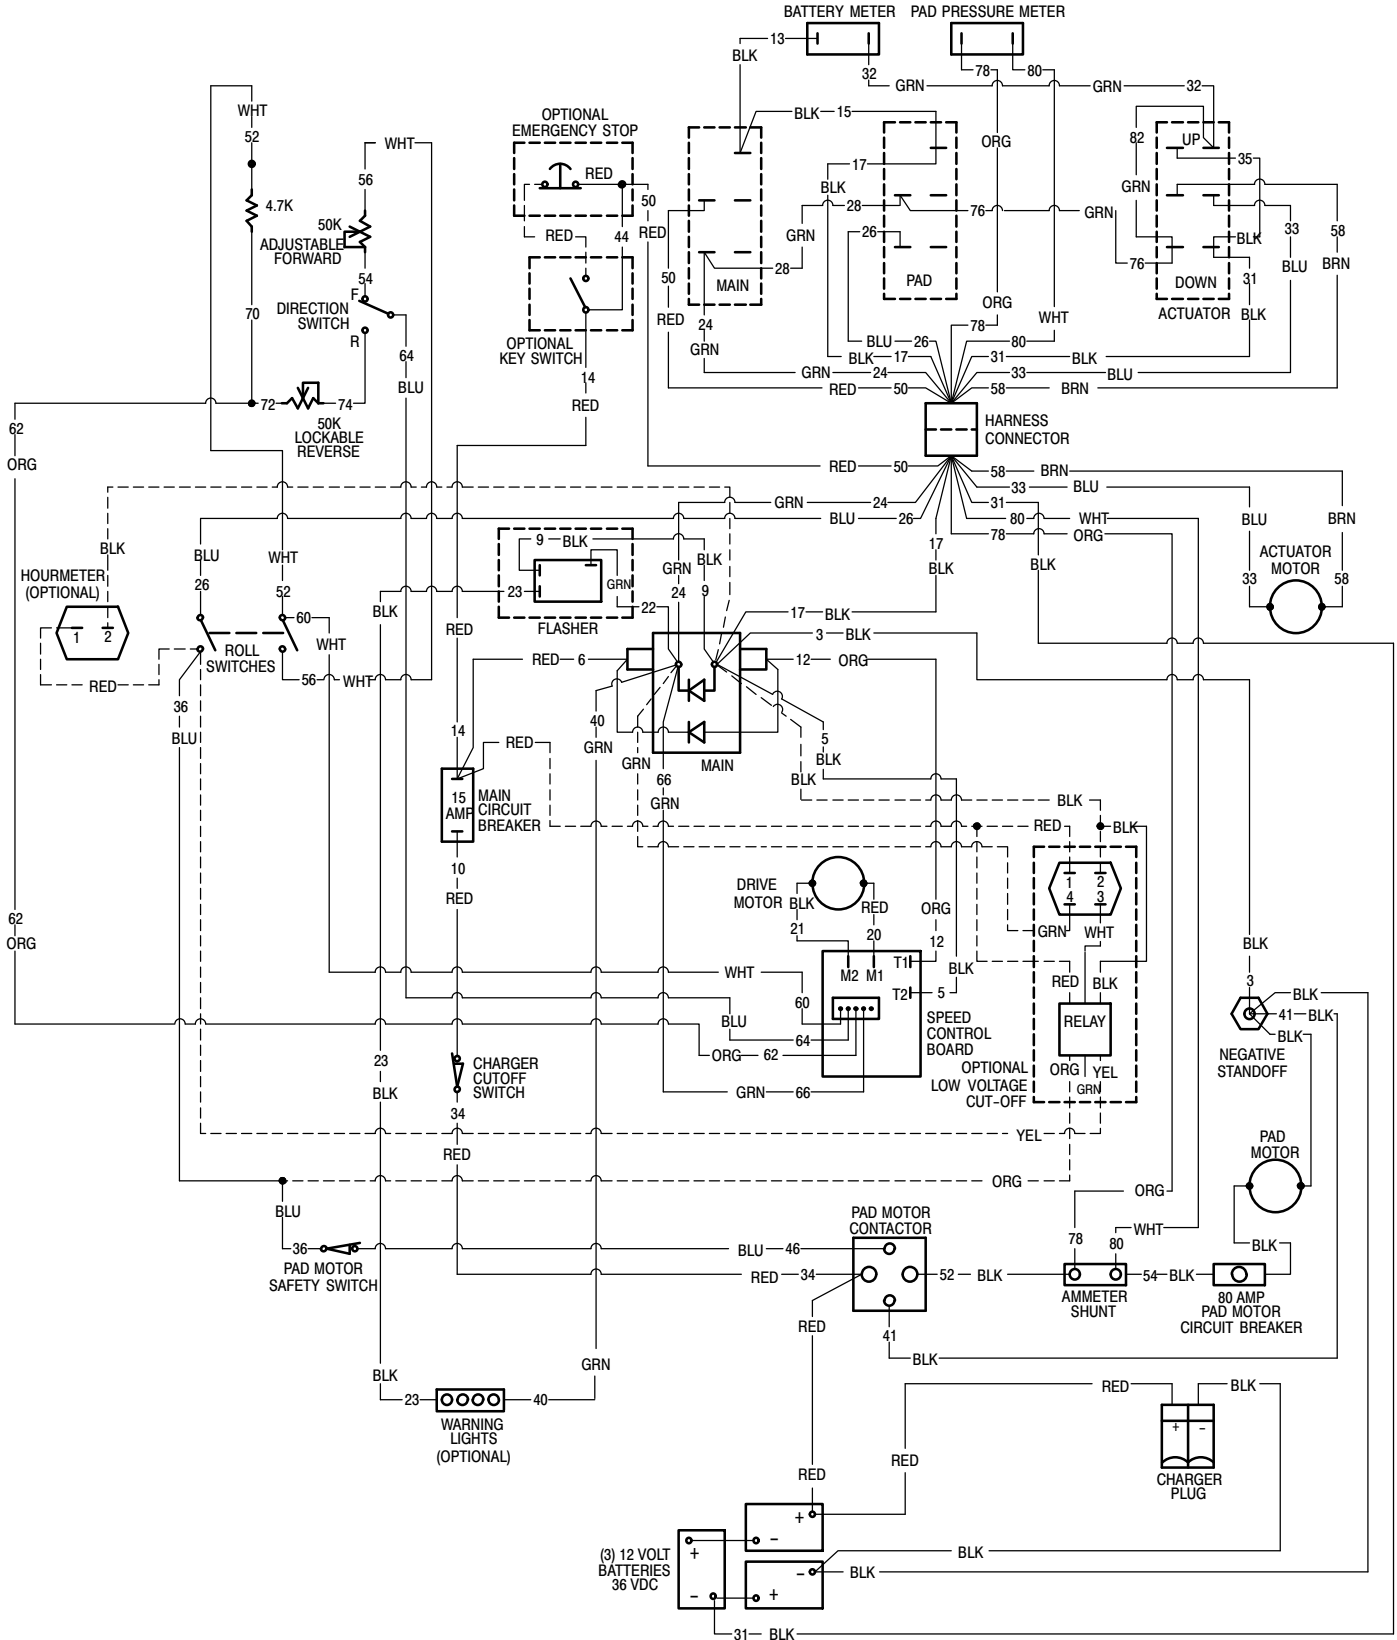 BATTERY METER
PAD PRESSURE METER
13
BLK
32
GRN
GRN
32
78
80
WHT
52
OPTIONAL
EMERGENCY STOP
RED
50
RED
BLK
15
ORG
UP
82
35
WHT
56
4.7K
50K
ADJUSTABLE
FORWARD
54
F
DIRECTION
SWITCH
R
70
RED
44
17
BLK
28
GRN
26
28
76
GRN
GRN
76
BLK
31
33
BLU
58
BRN
MAIN
PAD
DOWN
ACTUATOR
BLK
50
RED
24
GRN
OPTIONAL
KEY SWITCH
14
RED
64
BLU
ORG
78
WHT
80
BLU
26
BLK
17
GRN
24
RED
50
31
BLK
33
BLU
58
BRN
HARNESS
CONNECTOR
62
ORG
72
74
50K
LOCKABLE
REVERSE
RED
50
58
BRN
33
BLU
GRN
24
31
BLU
26
80
WHT
78
ORG
17
BLK
BLK
BLU
33
BRN
58
ACTUATOR
MOTOR
BLK
HOURMETER
(OPTIONAL)
1
2
RED
BLU
26
WHT
52
60
WHT
ROLL
SWITCHES
56
WHT
36
BLU
BLK
9
BLK
23
GRN
22
FLASHER
GRN
24
BLK
9
17
BLK
3
BLK
RED
RED
6
12
ORG
40
GRN
GRN
66
GRN
MAIN
5
BLK
BLK
14
RED
15
AMP
MAIN
CIRCUIT
BREAKER
10
RED
BLK
RED
BLK
1
2
4
3
GRN
WHT
RED
BLK
RELAY
ORG
GRN
YEL
OPTIONAL
LOW VOLTAGE
CUT-OFF
DRIVE
MOTOR
BLK
21
RED
20
ORG
12
M2
M1
T1
T2
5
BLK
SPEED
CONTROL
BOARD
62
ORG
WHT
60
BLU
64
ORG
62
GRN
66
BLK
3
BLK
41
BLK
BLK
NEGATIVE
STANDOFF
23
BLK
CHARGER
CUTOFF
SWITCH
34
RED
YEL
ORG
PAD
MOTOR
BLU
36
PAD MOTOR
SAFETY SWITCH
BLU
46
RED
34
PAD MOTOR
CONTACTOR
52
BLK
41
BLK
RED
ORG
78
WHT
80
AMMETER
SHUNT
54
BLK
BLK
80 AMP
PAD MOTOR
CIRCUIT BREAKER
BLK
23
40
GRN
WARNING
LIGHTS
(OPTIONAL)
RED
RED
RED
BLK
+
-
CHARGER
PLUG
(3) 12 VOLT
BATTERIES
36 VDC
+
-
+
-
-
+
BLK
BLK
31
BLK